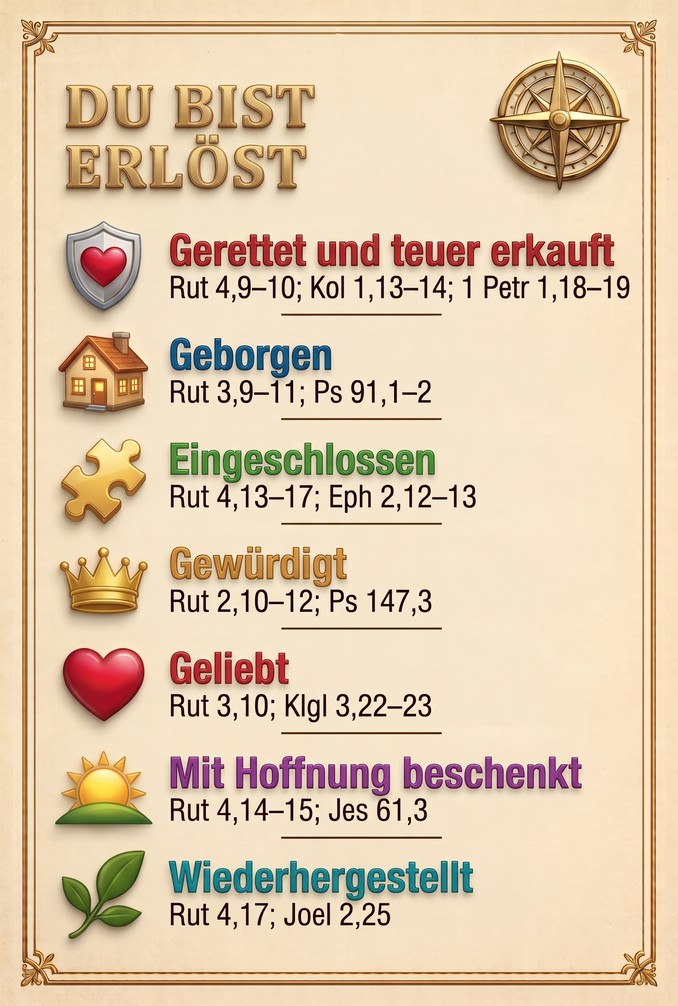 DU BIST
ERLÖST
Gerettet und teuer erkauft
Rut 4,9–10; Kol 1,13–14; 1 Petr 1,18–19
Geborgen
Rut 3,9–11; Ps 91,1–2
Eingeschlossen
Rut 4,13–17; Eph 2,12–13
Gewürdigt
Rut 2,10–12; Ps 147,3
Geliebt
Rut 3,10; Klgl 3,22–23
Mit Hoffnung beschenkt
Rut 4,14–15; Jes 61,3
Wiederhergestellt
Rut 4,17; Joel 2,25